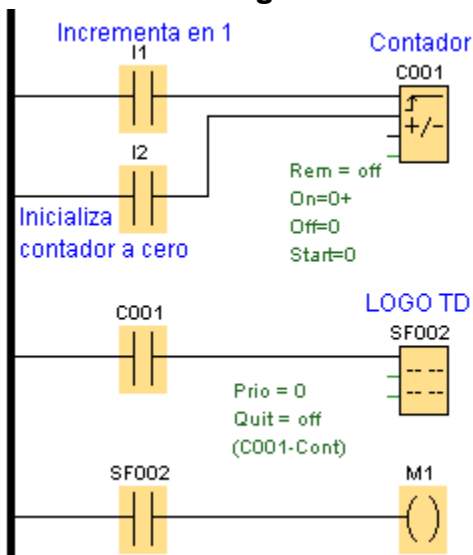 Incrementa en 1
I1
Contador
C001
+/-
I2
Rem = off
On=0+
Off=0
Start=0
Inicializa
contador a cero
C001
LOGO TD
SF002
Prio = 0
Quit = off
(C001-Cont)
SF002
M1